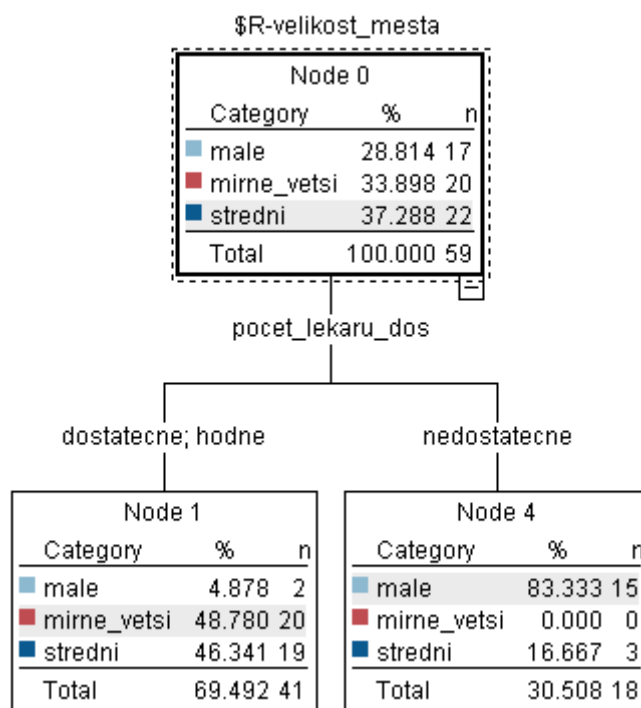 $R-velikost_mesta
Node 0
Category % n
male 28.814 17
mirne_vetsi 33.898 20
stredni 37.288 22
Total 100.000 59
pocet_lekaru_dos
dostatecne; hodne
nedostatecne
Node 1
Category % n
male 4.878 2
mirne_vetsi 48.780 20
stredni 46.341 19
Total 69.492 41
Node 4
Category % n
male 83.333 15
mirne_vetsi 0.000 0
stredni 16.667 3
Total 30.508 18